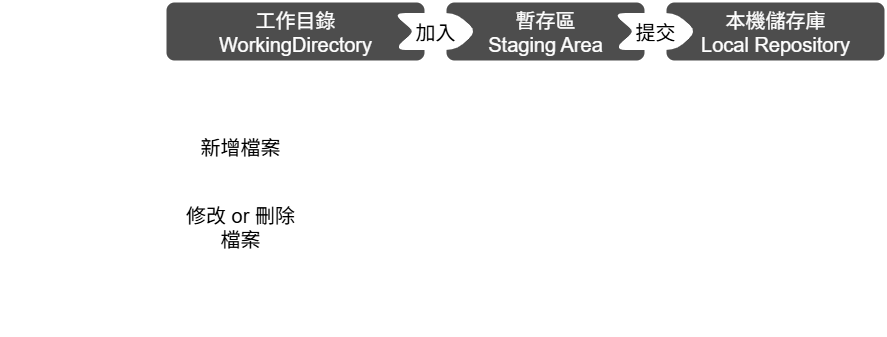 工作目錄
WorkingDirectory
加入
暫存區
Staging Area
提交
本機儲存庫
Local Repository
新增檔案
修改 or 刪除
檔案